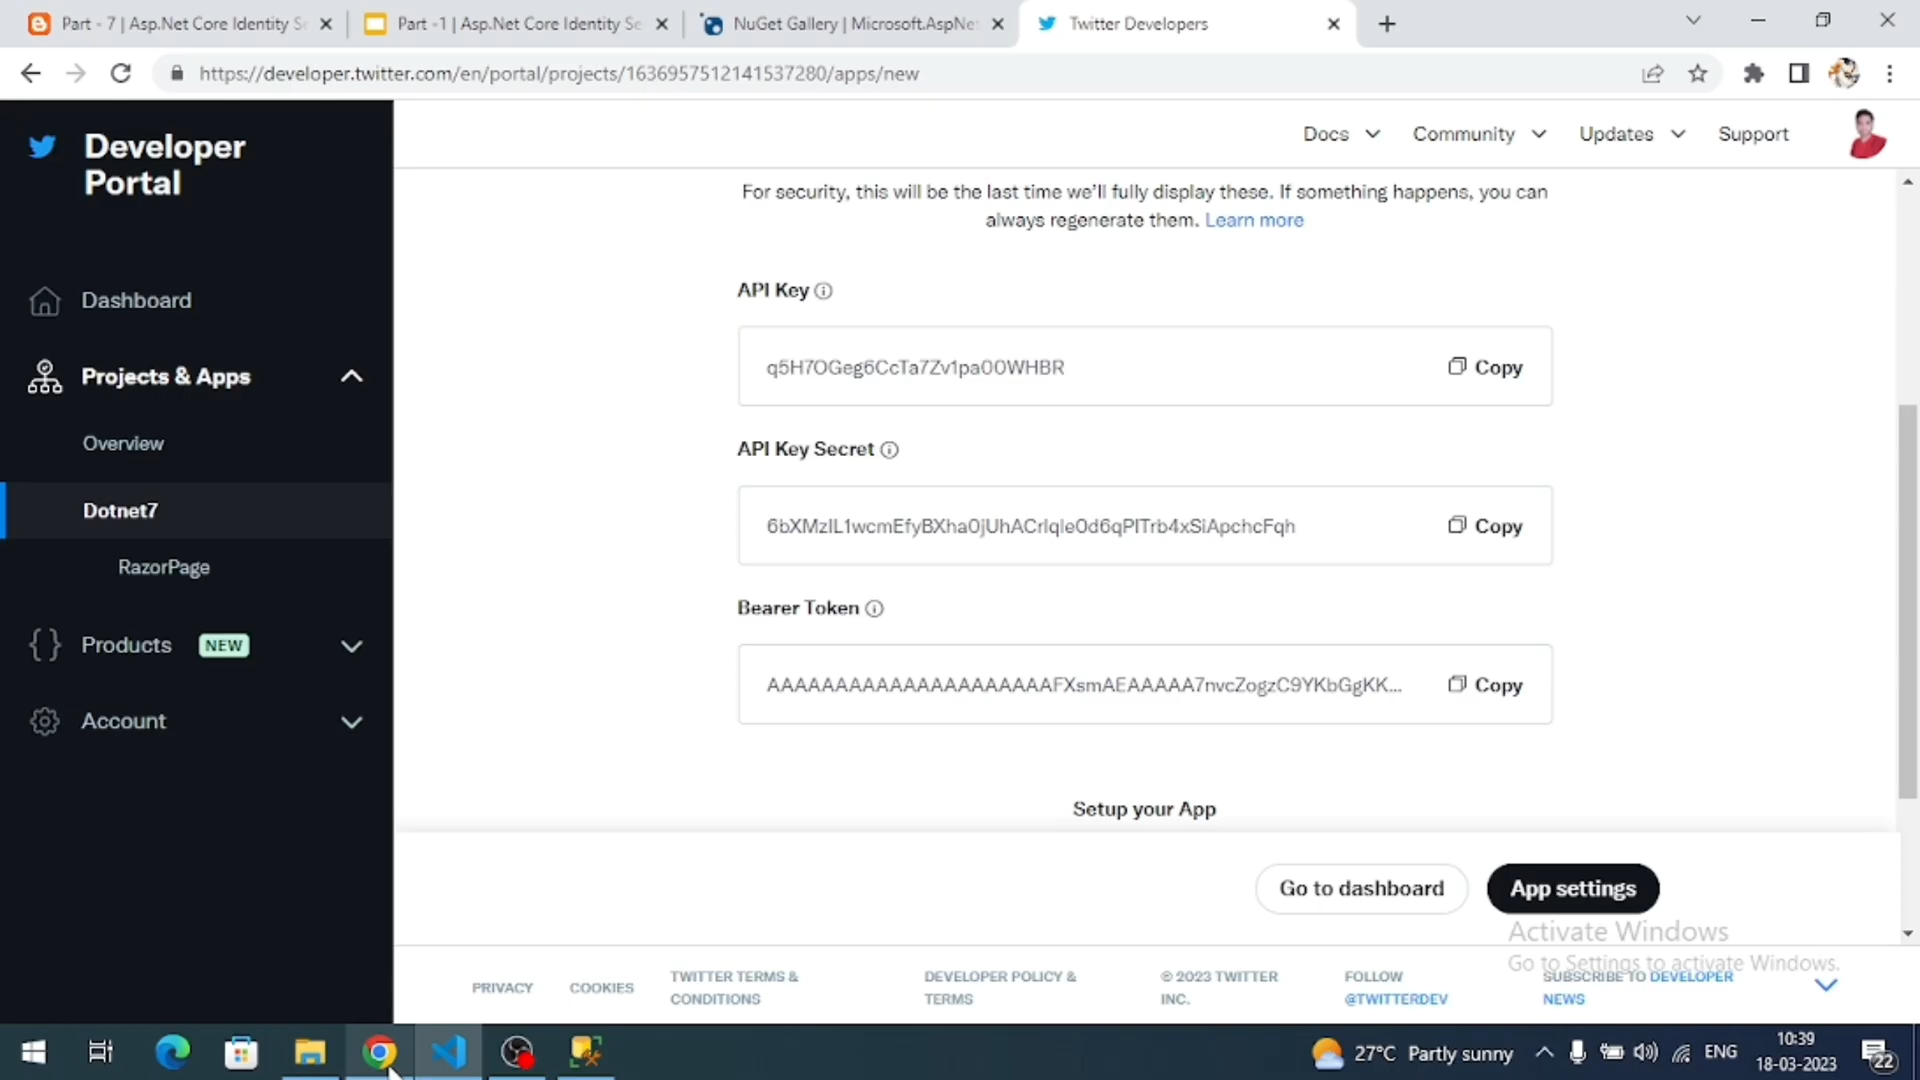 Part - 7 | Asp.Net Core Identity Se
Part -1 | Asp.Net Core Identity Se
NuGet Gallery | Microsoft.AspNe
Twitter Developers
https://developer.twitter.com/en/portal/projects/1636957512141537280/apps/new
Developer
Portal
Docs
Community
Updates
Support
For security, this will be the last time we'll fully display these. If something happens, you can
always regenerate them. Learn more
API Key
q5H7OGeg6CcTa7Zv1pa00WHBR
Copy
API Key Secret
6bXMzIL1wcmEfyBXha0jUhACrIqIe0d6qPITrb4xSiApchcFqh
Copy
Bearer Token
AAAAAAAAAAAAAAAAAAAAAFXsmAEAAAAA7nvcZogzC9YKbGgKK...
Copy
Dashboard
Projects & Apps
Overview
Dotnet7
RazorPage
Products NEW
Account
Setup your App
Go to dashboard
App settings
Activate Windows
Go to Settings to activate Windows.
PRIVACY
COOKIES
TWITTER TERMS &
CONDITIONS
DEVELOPER POLICY &
TERMS
© 2023 TWITTER
INC.
FOLLOW
@TWITTERDEV
SUBSCRIBE TO DEVELOPER
NEWS
27°C Partly sunny
ENG
10:39
18-03-2023
22